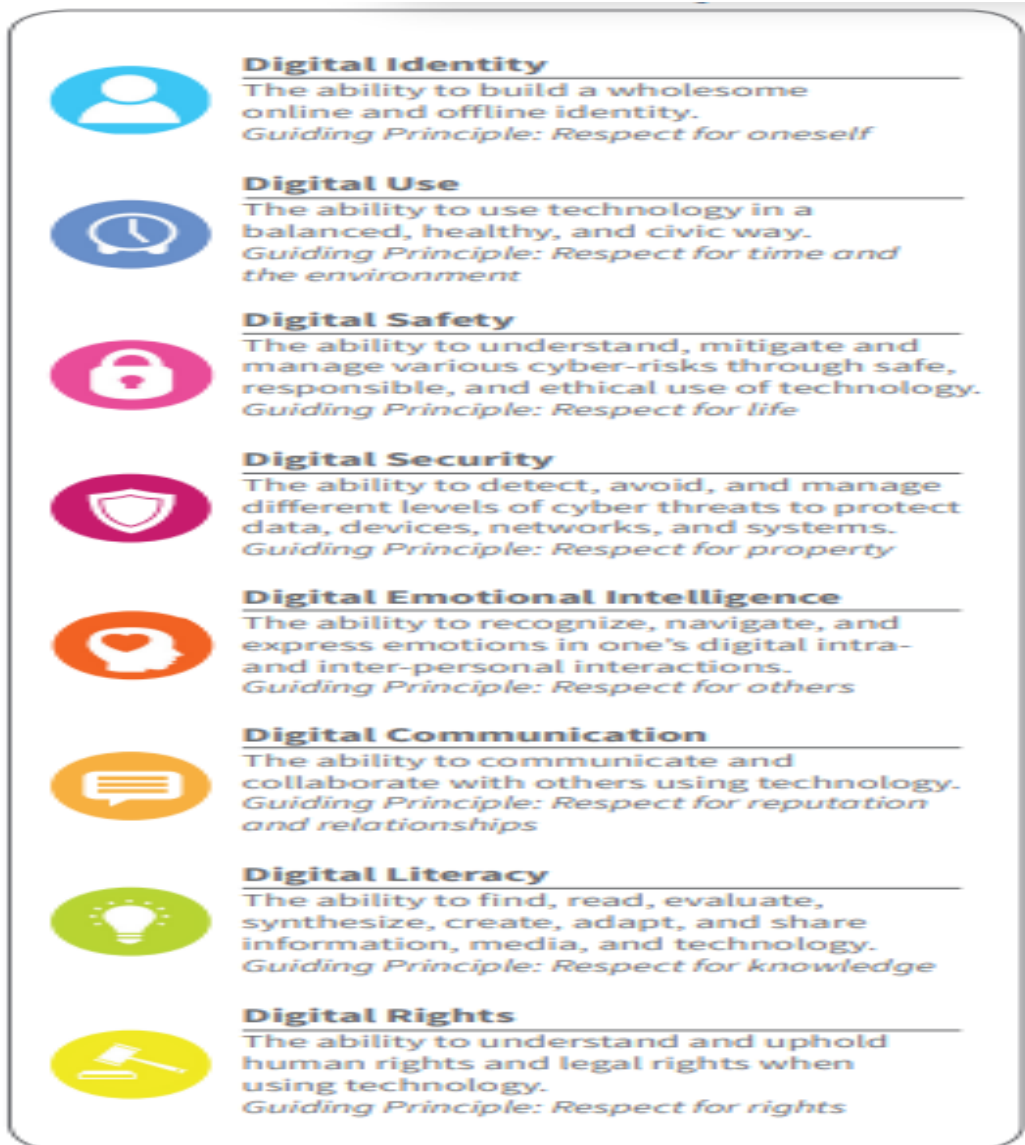 Digital Identity
The ability to build a wholesome
online and offline identity.
Guiding Principle: Respect for oneself
Digital Use
The ability to use technology in a
balanced, healthy, and civic way.
Guiding Principle: Respect for time and
the environment
Digital Safety
The ability to understand, mitigate and
manage various cyber-risks through safe,
responsible, and ethical use of technology.
Guiding Principle: Respect for life
Digital Security
The ability to detect, avoid, and manage
different levels of cyber threats to protect
data, devices, networks, and systems.
Guiding Principle: Respect for property
Digital Emotional Intelligence
The ability to recognize, navigate, and
express emotions in one’s digital intra-
and inter-personal interactions.
Guiding Principle: Respect for others
Digital Communication
The ability to communicate and
collaborate with others using technology.
Guiding Principle: Respect for reputation
and relationships
Digital Literacy
The ability to find, read, evaluate,
synthesize, create, adapt, and share
information, media, and technology.
Guiding Principle: Respect for knowledge
Digital Rights
The ability to understand and uphold
human rights and legal rights when
using technology.
Guiding Principle: Respect for rights